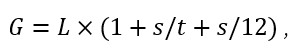 G = L × (1 + s/t + s/12) ,